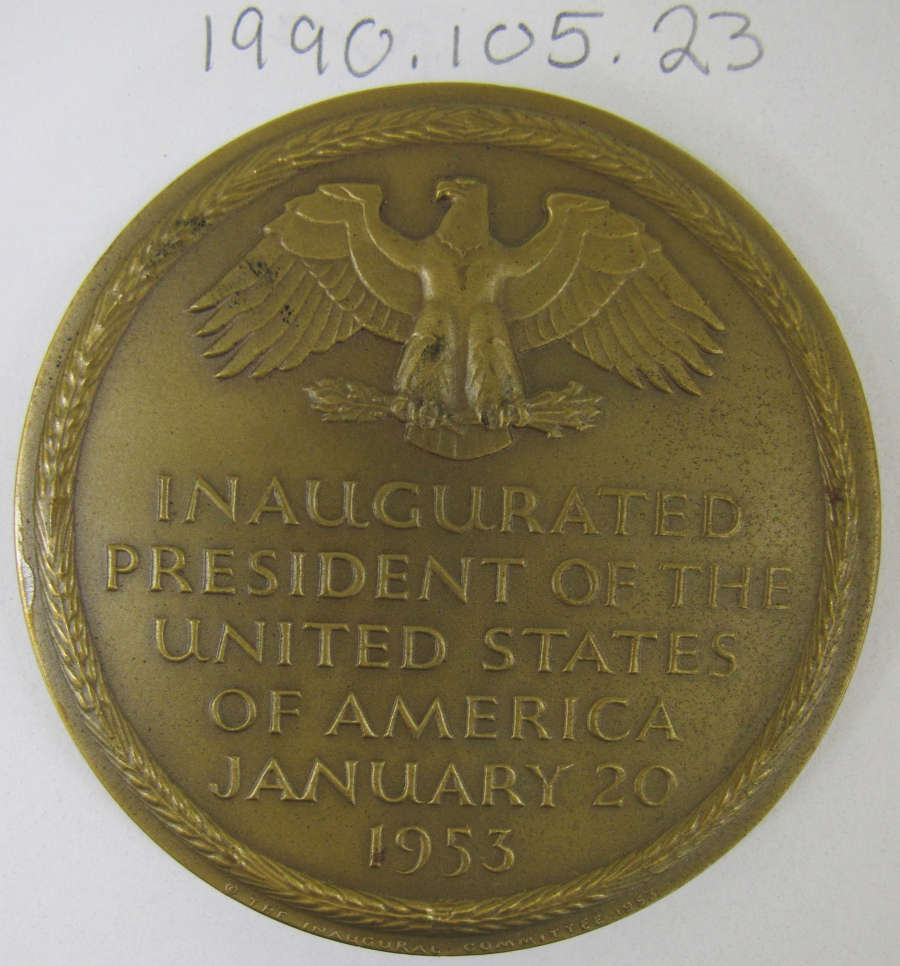 1990.105.23
INAUGURATED
PRESIDENT OF THE
UNITED STATES
OF AMERICA
JANUARY 20
1953
© THE INAUGURAL COMMITTEE 1953